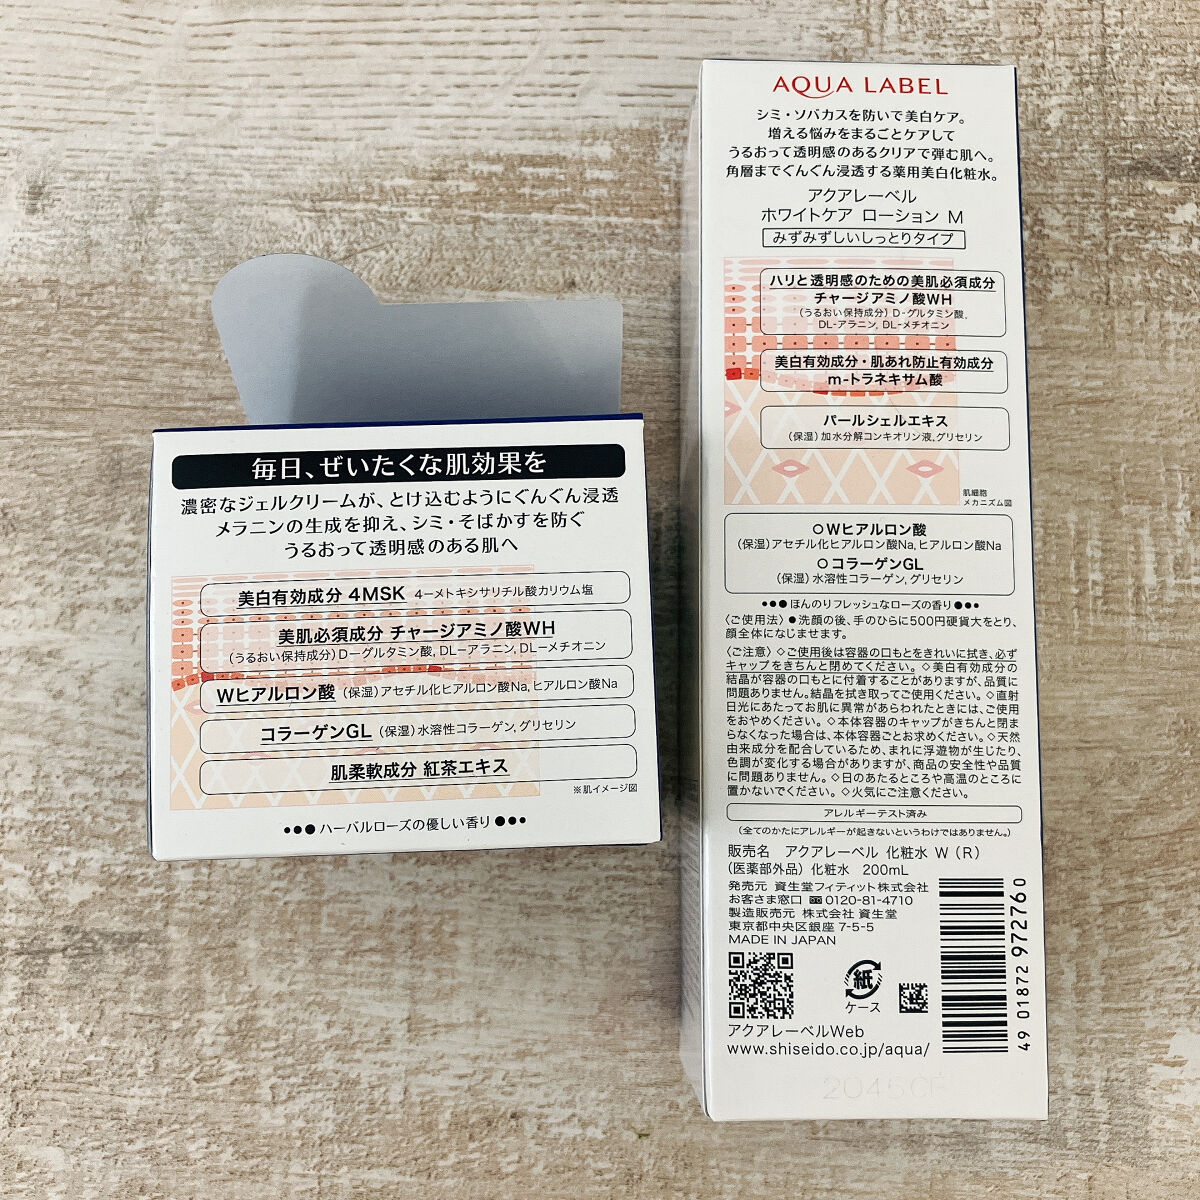 毎日、ぜいたくな肌効果を
濃密なジェルクリームが、とけ込むようにぐんぐん浸透
メラニンの生成を抑え、シミ・そばかすを防ぐ
うるおって透明感のある肌へ
美白有効成分 4MSK 4ーメトキシサリチル酸カリウム塩
美肌必須成分 チャージアミノ酸WH
(うるおい保持成分)Dーグルタミン酸, DLーアラニン, DLーメチオニン
Wヒアルロン酸 (保湿)アセチル化ヒアルロン酸Na, ヒアルロン酸Na
コラーゲンGL (保湿)水溶性コラーゲン, グリセリン
肌柔軟成分 紅茶エキス
※肌イメージ図
●●●ハーバルローズの優しい香り●●●
AQUA LABEL
シミ・ソバカスを防いで美白ケア。
増える悩みをまるごとケアして
うるおって透明感のあるクリアで弾む肌へ。
角層までぐんぐん浸透する薬用美白化粧水。
アクアレーベル
ホワイトケア ローション M
みずみずしいしっとりタイプ
ハリと透明感のための美肌必須成分
チャージアミノ酸WH
(うるおい保持成分) D-グルタミン酸,
DL-アラニン, DL-メチオニン
美白有効成分・肌あれ防止有効成分
m-トラネキサム酸
パールシェルエキス
(保湿)加水分解コンキオリン液, グリセリン
肌細胞
メカニズム図
○Wヒアルロン酸
(保湿)アセチル化ヒアルロン酸Na, ヒアルロン酸Na
○コラーゲンGL
(保湿)水溶性コラーゲン, グリセリン
●●●ほんのりフレッシュなローズの香り●●●
〈ご使用法〉●洗顔の後、手のひらに500円硬貨大をとり、
顔全体になじませます。
〈ご注意〉◇ご使用後は容器の口もとをきれいに拭き、必ず
キャップをきちんと閉めてください。◇美白有効成分の
結晶が容器の口もとに付着することがありますが、品質に
問題ありません。結晶を拭き取ってご使用ください。◇直射
日光にあたってお肌に異常があらわれたときには、ご使用
をおやめください。◇本体容器のキャップがきちんと閉ま
らなくなった場合は、本体容器ごとお求めください。◇天然
由来成分を配合しているため、まれに浮遊物が生じたり、
色調が変化する場合がありますが、商品の安全性や品質
に問題ありません。◇日のあたるところや高温のところに
置かないでください。◇火気にご注意ください。
アレルギーテスト済み
(全てのかたにアレルギーが起きないというわけではありません。)
販売名 アクアレーベル 化粧水 W (R)
(医薬部外品) 化粧水 200mL
発売元 資生堂フィティット株式会社
お客さま窓口 0120-81-4710
製造販売元 株式会社 資生堂
東京都中央区銀座 7-5-5
MADE IN JAPAN
紙
ケース
アクアレーベルWeb
www.shiseido.co.jp/aqua/
4901872 972760